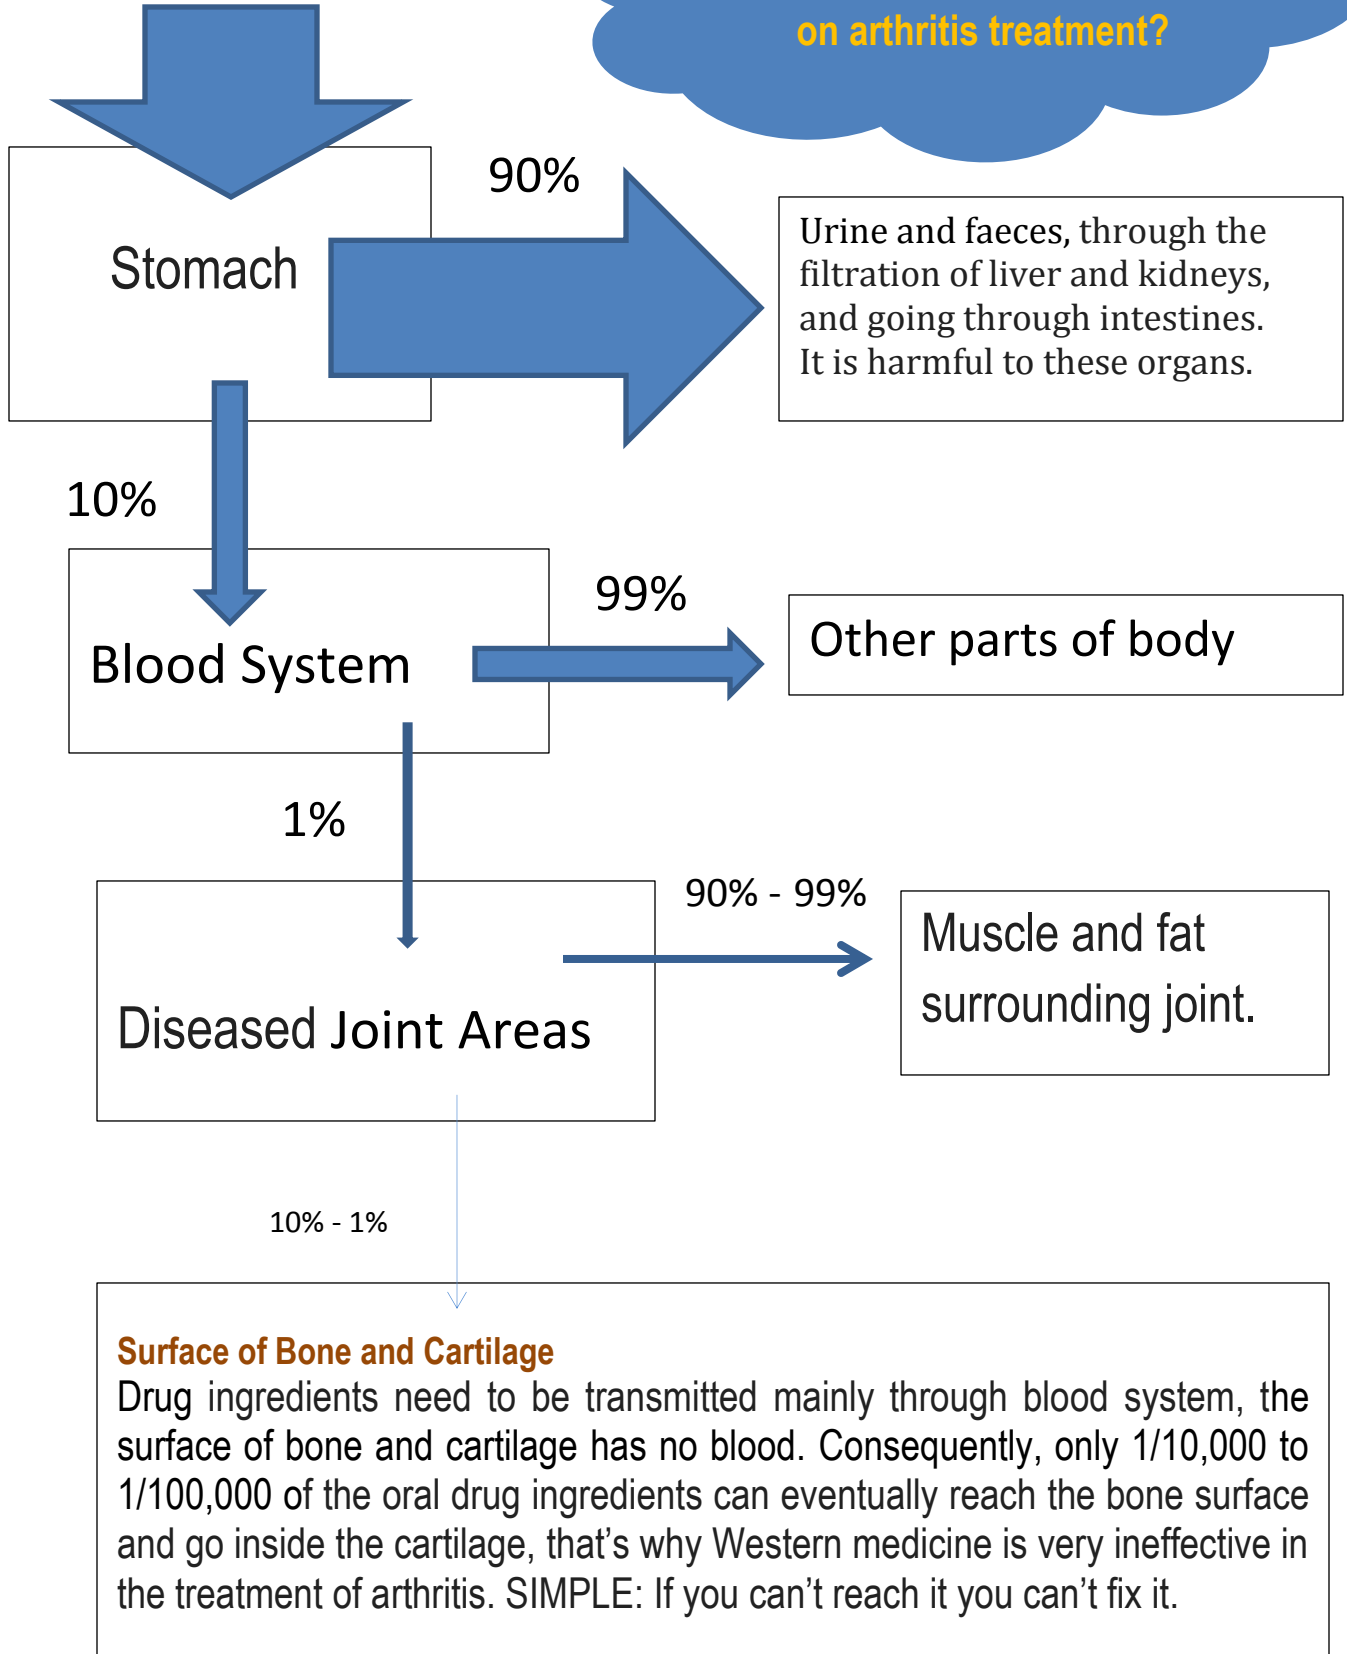 on arthritis treatment?
90%
Stomach
Urine and faeces, through the
filtration of liver and kidneys,
and going through intestines.
It is harmful to these organs.
10%
99%
Blood System
Other parts of body
1%
90% - 99%
Muscle and fat
surrounding joint.
Diseased Joint Areas
10% - 1%
Surface of Bone and Cartilage
Drug ingredients need to be transmitted mainly through blood system, the
surface of bone and cartilage has no blood. Consequently, only 1/10,000 to
1/100,000 of the oral drug ingredients can eventually reach the bone surface
and go inside the cartilage, that’s why Western medicine is very ineffective in
the treatment of arthritis. SIMPLE: If you can’t reach it you can’t fix it.